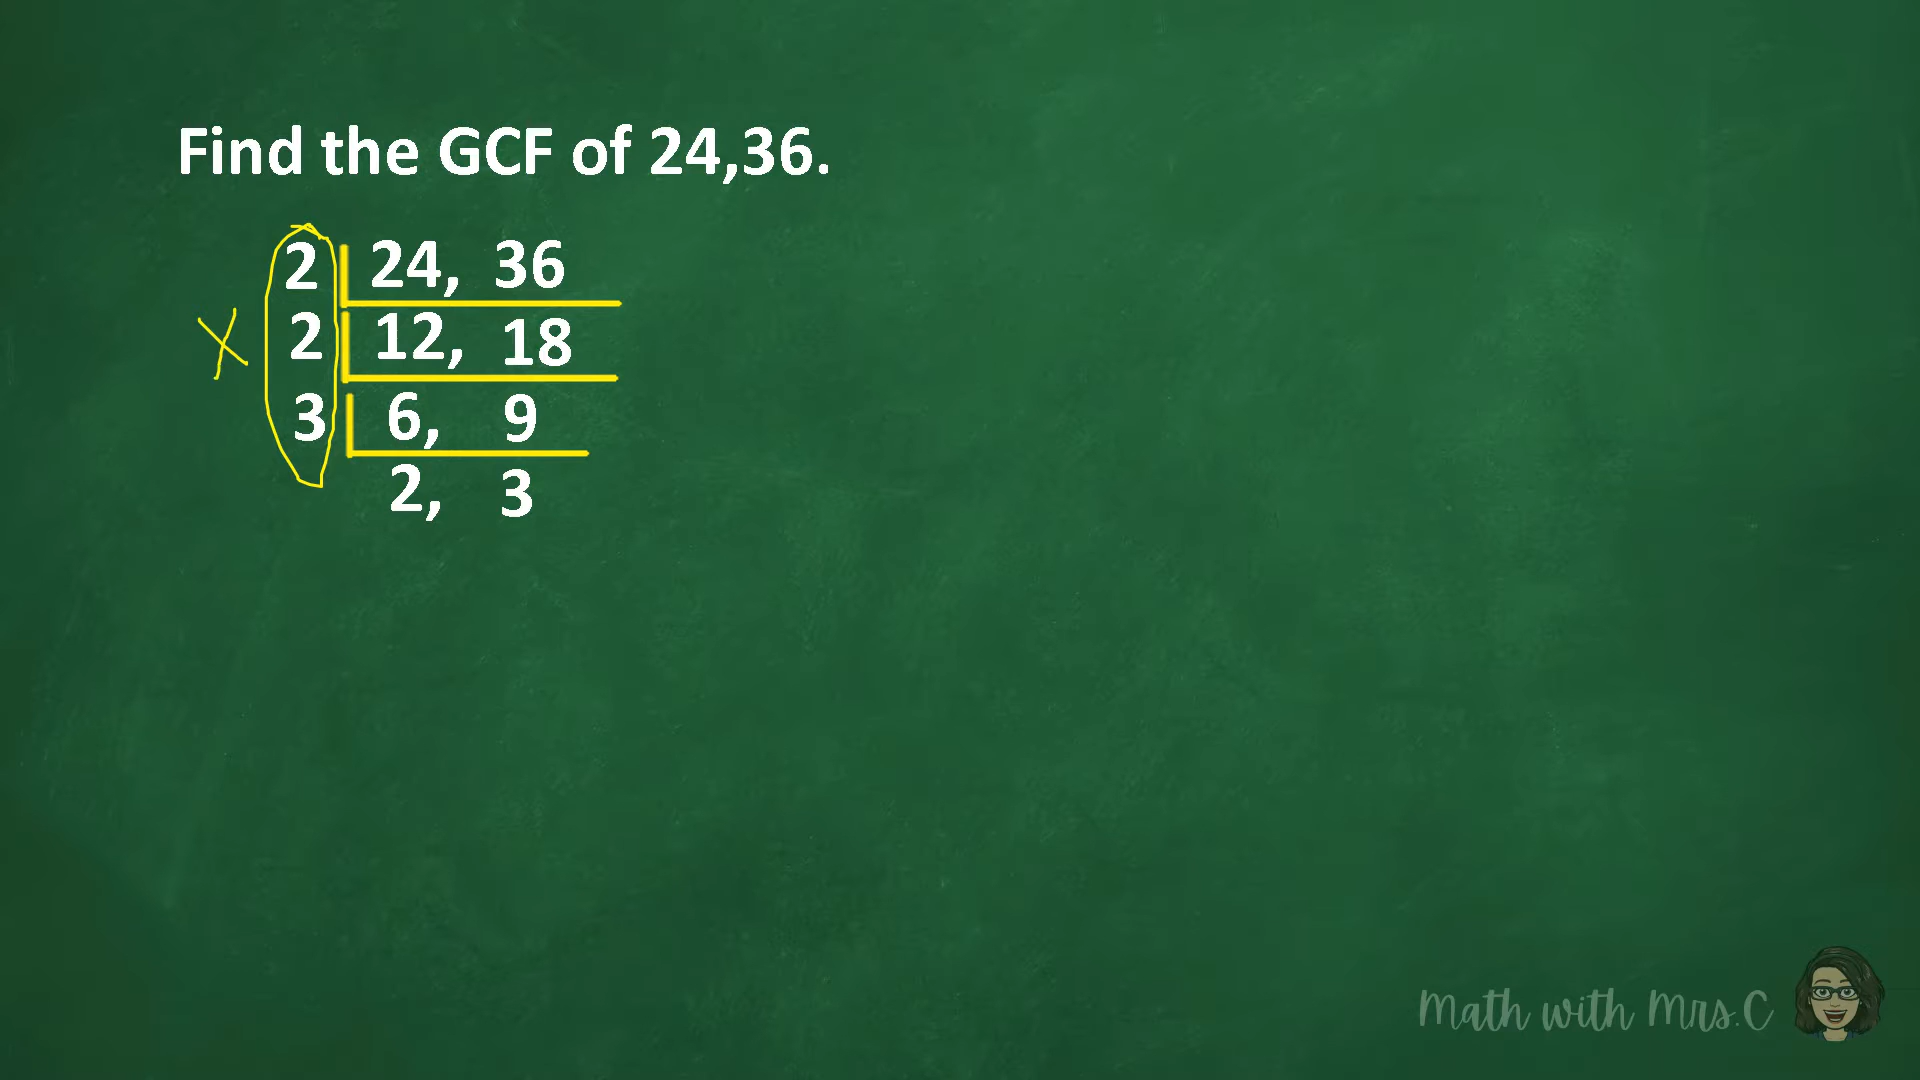 Find the GCF of 24,36.
2 24, 36
X 2 12, 18
3 6, 9
2, 3
Math with Mrs.C